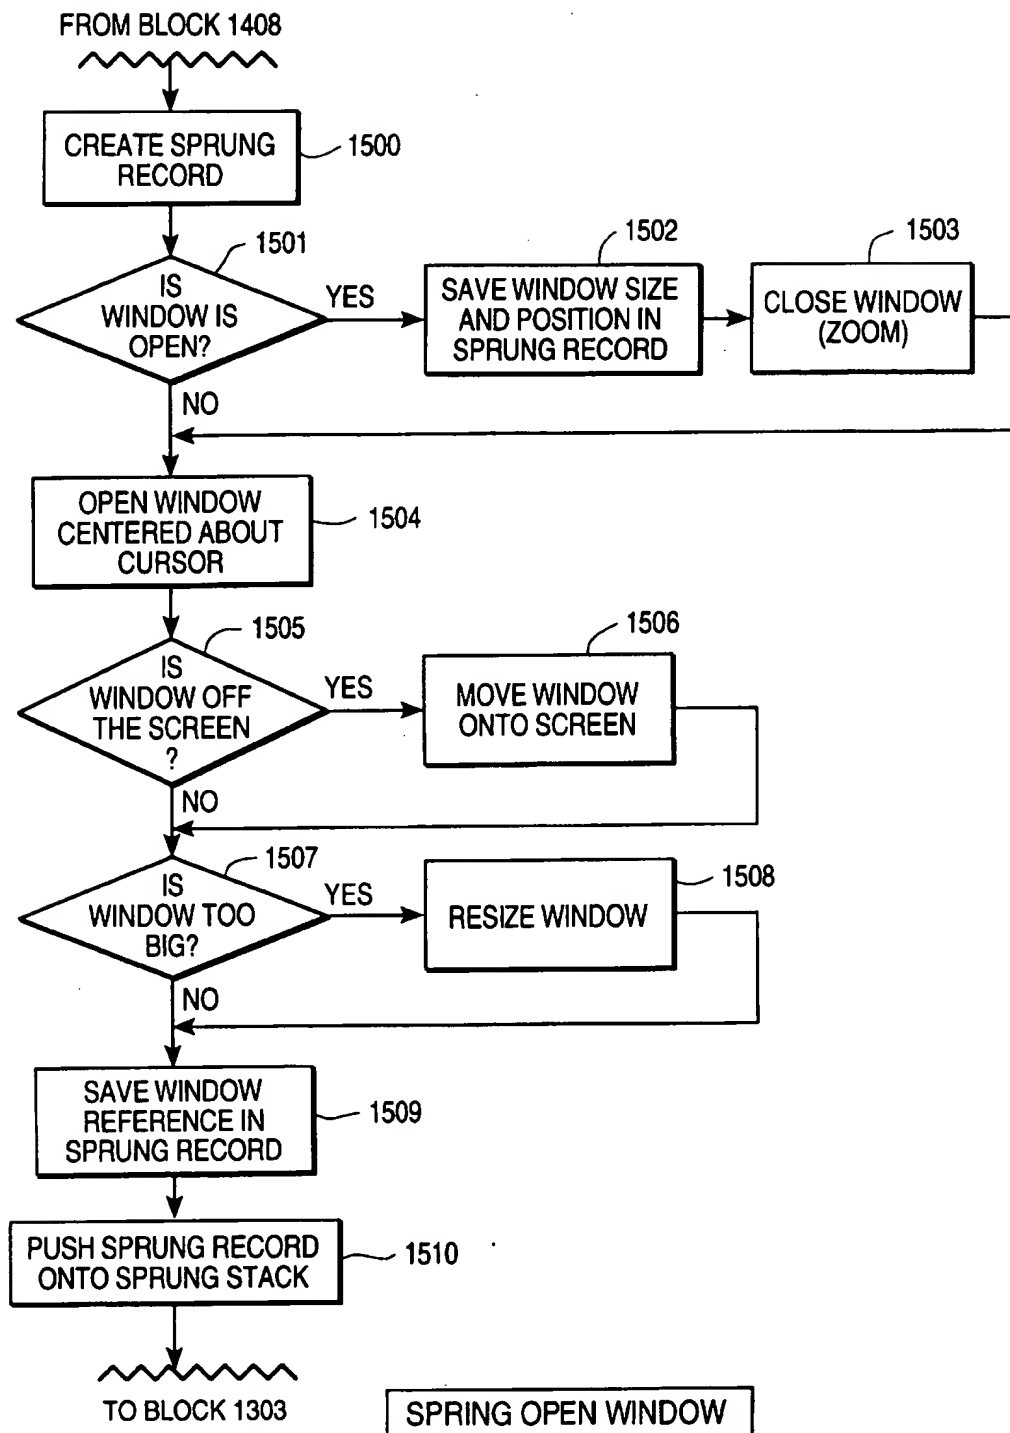 FROM BLOCK 1408
CREATE SPRUNG
RECORD
1500
1501
IS
WINDOW IS
OPEN?
YES
NO
1502
SAVE WINDOW SIZE
AND POSITION IN
SPRUNG RECORD
1503
CLOSE WINDOW
(ZOOM)
OPEN WINDOW
CENTERED ABOUT
CURSOR
1504
1505
IS
WINDOW OFF
THE SCREEN
?
YES
NO
1506
MOVE WINDOW
ONTO SCREEN
1507
IS
WINDOW TOO
BIG?
YES
NO
1508
RESIZE WINDOW
SAVE WINDOW
REFERENCE IN
SPRUNG RECORD
1509
PUSH SPRUNG RECORD
ONTO SPRUNG STACK
1510
TO BLOCK 1303
SPRING OPEN WINDOW